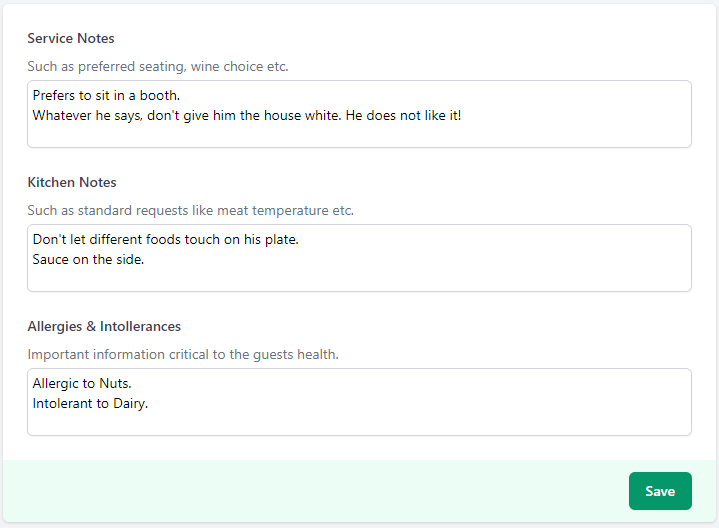 Service Notes
Such as preferred seating, wine choice etc.
Prefers to sit in a booth.
Whatever he says, don't give him the house white. He does not like it!
Kitchen Notes
Such as standard requests like meat temperature etc.
Don't let different foods touch on his plate.
Sauce on the side.
Allergies & Intollerances
Important information critical to the guests health.
Allergic to Nuts.
Intolerant to Dairy.
Save